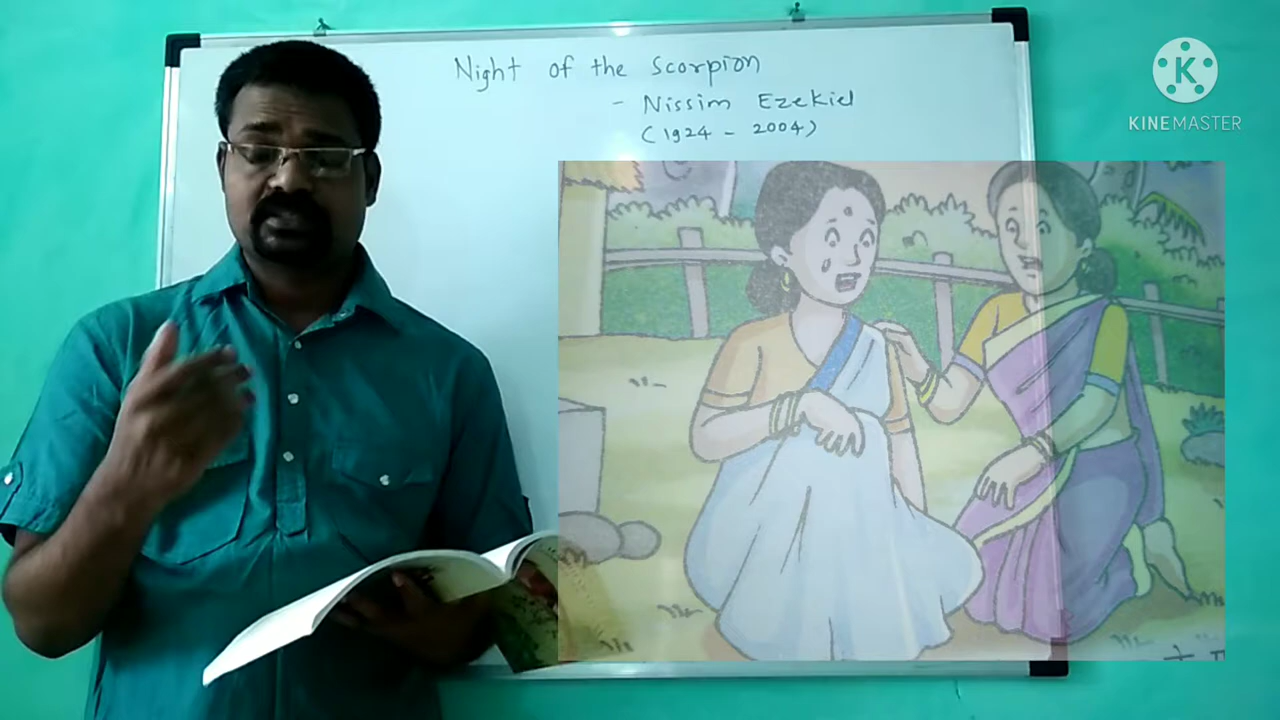 Night of the Scorpion
- Nissim Ezekiel
(1924 - 2004)
K
KINEMASTER